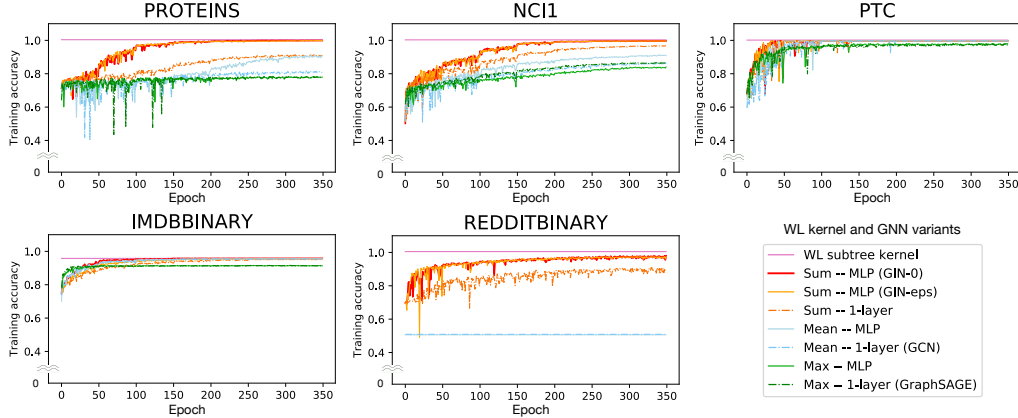 PROTEINS
NCI1
PTC
Training accuracy
1.0
0.8
0.6
0.4
0
0 50 100 150 200 250 300 350
Epoch
Training accuracy
1.0
0.8
0.6
0.4
0
0 50 100 150 200 250 300 350
Epoch
Training accuracy
1.0
0.8
0.6
0.4
0
0 50 100 150 200 250 300 350
Epoch
IMDBBINARY
REDDITBINARY
Training accuracy
1.0
0.8
0.6
0.4
0
0 50 100 150 200 250 300 350
Epoch
Training accuracy
1.0
0.8
0.6
0.4
0
0 50 100 150 200 250 300 350
Epoch
WL kernel and GNN variants
WL subtree kernel
Sum -- MLP (GIN-0)
Sum -- MLP (GIN-eps)
Sum -- 1-layer
Mean -- MLP
Mean -- 1-layer (GCN)
Max – MLP
Max – 1-layer (GraphSAGE)